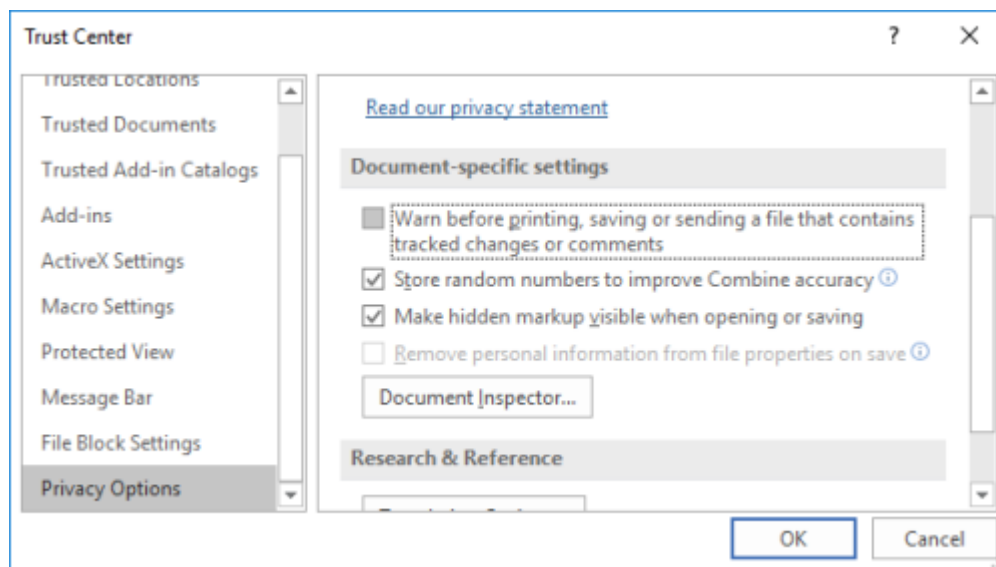 Trust Center
Trusted Locations
Trusted Documents
Trusted Add-in Catalogs
Add-ins
ActiveX Settings
Macro Settings
Protected View
Message Bar
File Block Settings
Privacy Options
Read our privacy statement
Document-specific settings
Warn before printing, saving or sending a file that contains
tracked changes or comments
Store random numbers to improve Combine accuracy
Make hidden markup visible when opening or saving
Remove personal information from file properties on save
Document Inspector...
Research & Reference
OK
Cancel